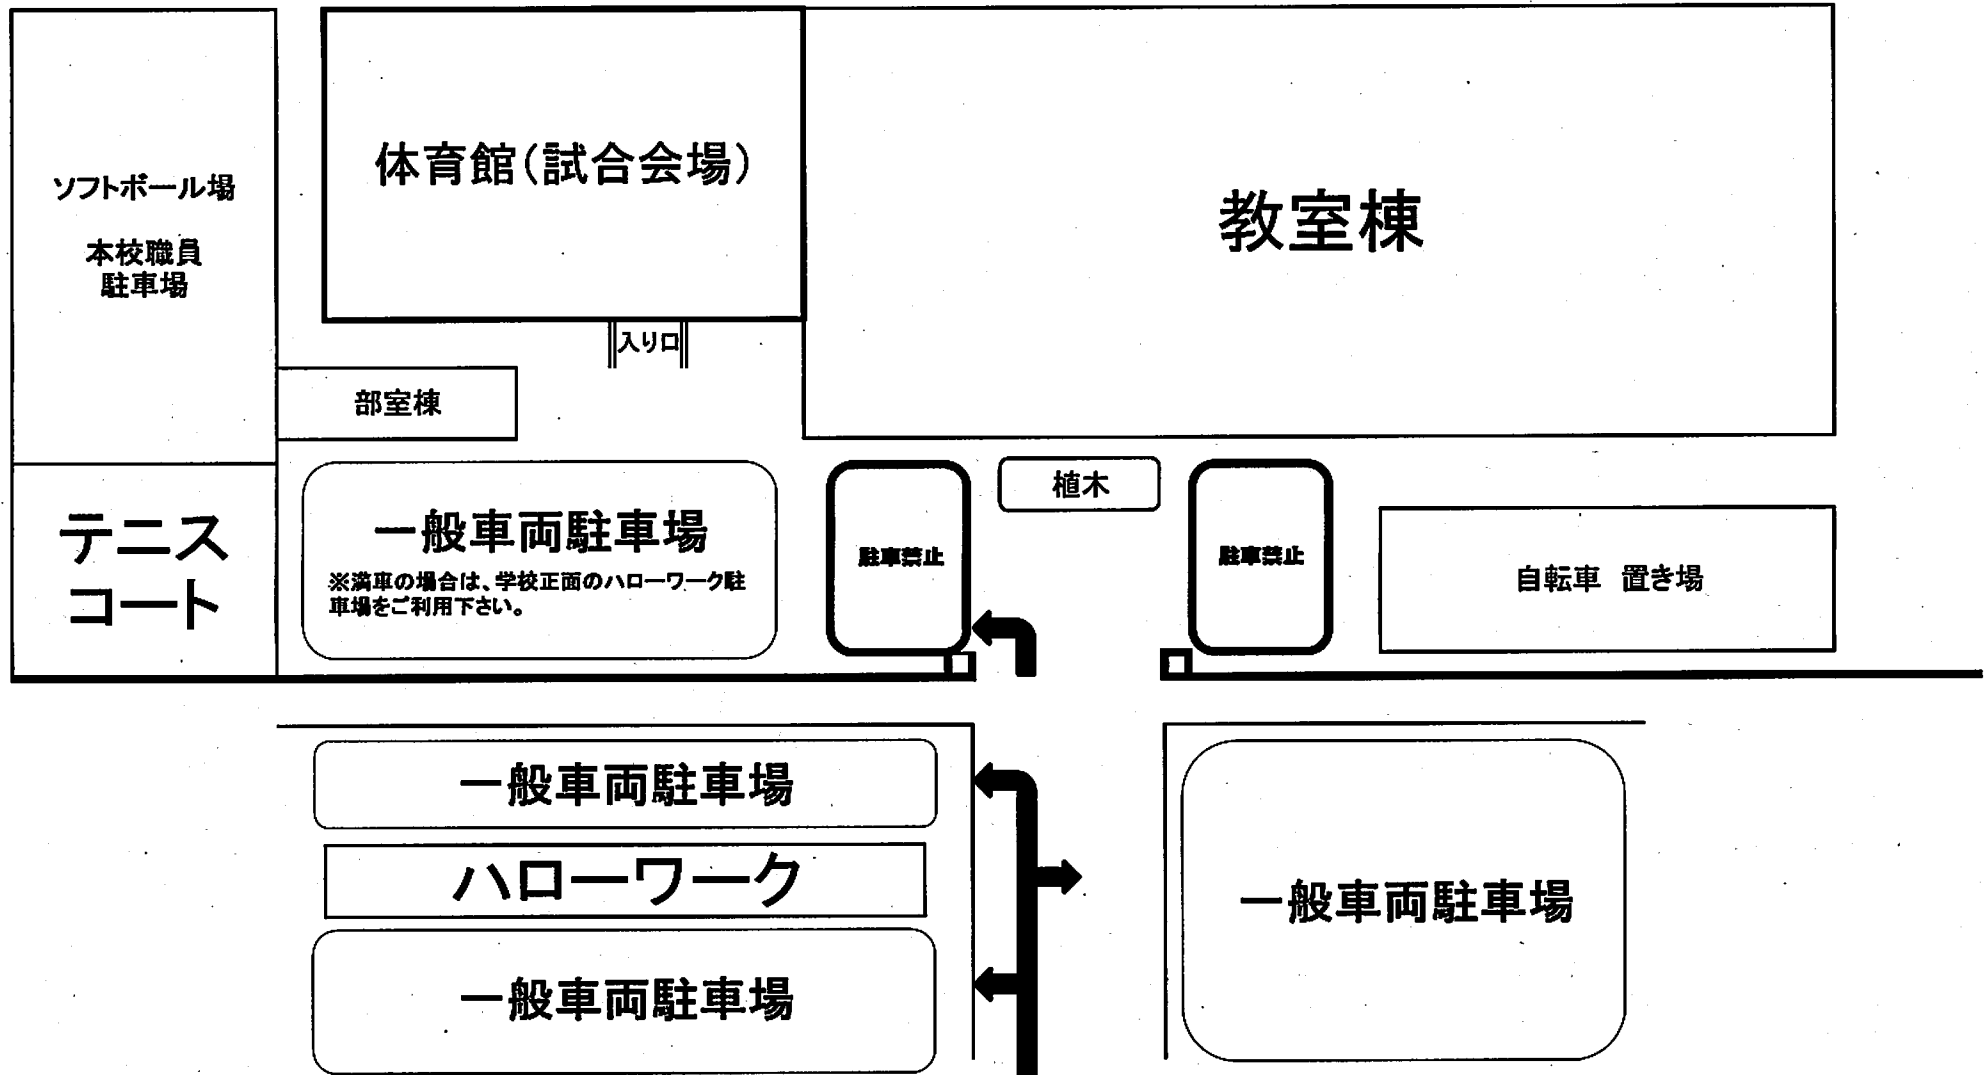 体育館(試合会場)
教室棟
ソフトボール場
本校職員
駐車場
入り口
部室棟
テニス
コート
一般車両駐車場
※満車の場合は、学校正面のハローワーク駐
車場をご利用下さい。
駐車禁止
植木
駐車禁止
自転車 置き場
一般車両駐車場
ハローワーク
一般車両駐車場
一般車両駐車場